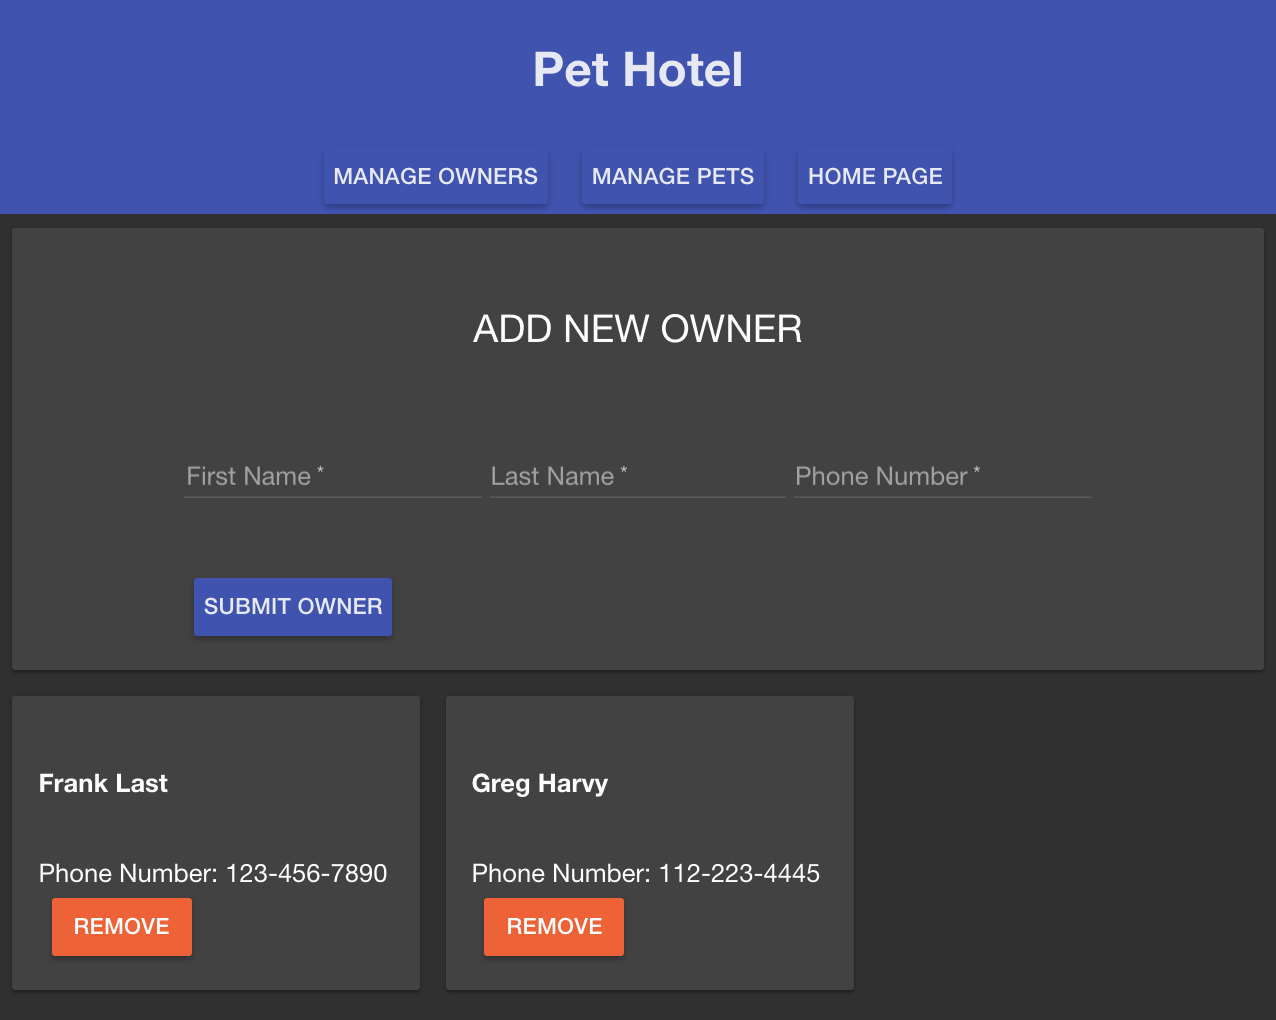 Pet Hotel
MANAGE OWNERS MANAGE PETS HOME PAGE
ADD NEW OWNER
First Name * Last Name * Phone Number *
SUBMIT OWNER
Frank Last
Phone Number: 123-456-7890
REMOVE
Greg Harvy
Phone Number: 112-223-4445
REMOVE